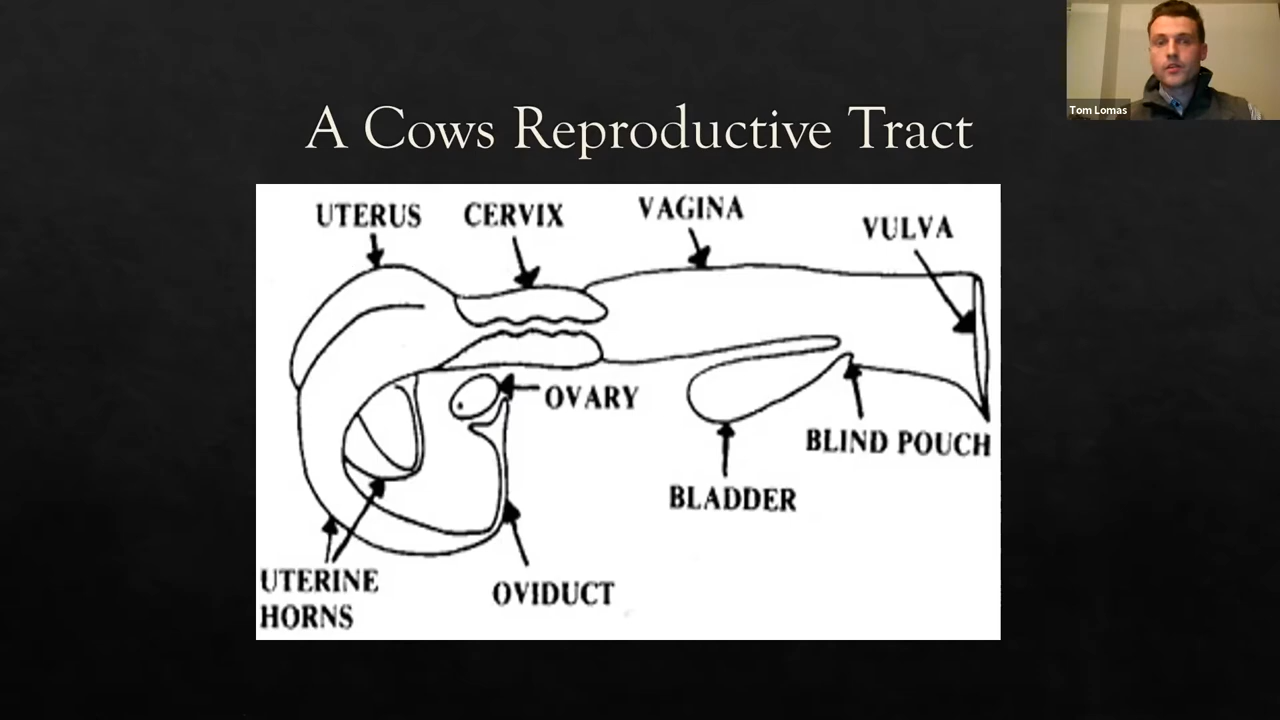 Tom Lomas
A Cows Reproductive Tract
UTERUS
CERVIX
VAGINA
VULVA
OVARY
BLIND POUCH
BLADDER
UTERINE
HORNS
OVIDUCT